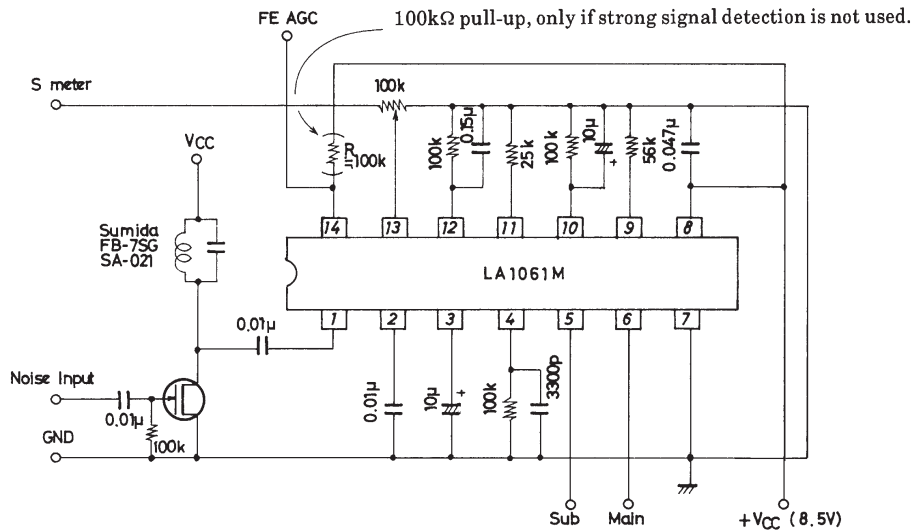 FE AGC
100kΩ pull-up, only if strong signal detection is not used.
S meter
100k
VCC
R
100k
100k
0.15µ
25k
100k
10µ
+
56k
0.047µ
Sumida
FB-7SG
SA-021
14 13 12 11 10 9 8
LA1061M
1 2 3 4 5 6 7
0.01µ
Noise Input
0.01µ
100k
GND
0.01µ
10µ
+
100k
3300p
Sub
Main
+VCC (8.5V)